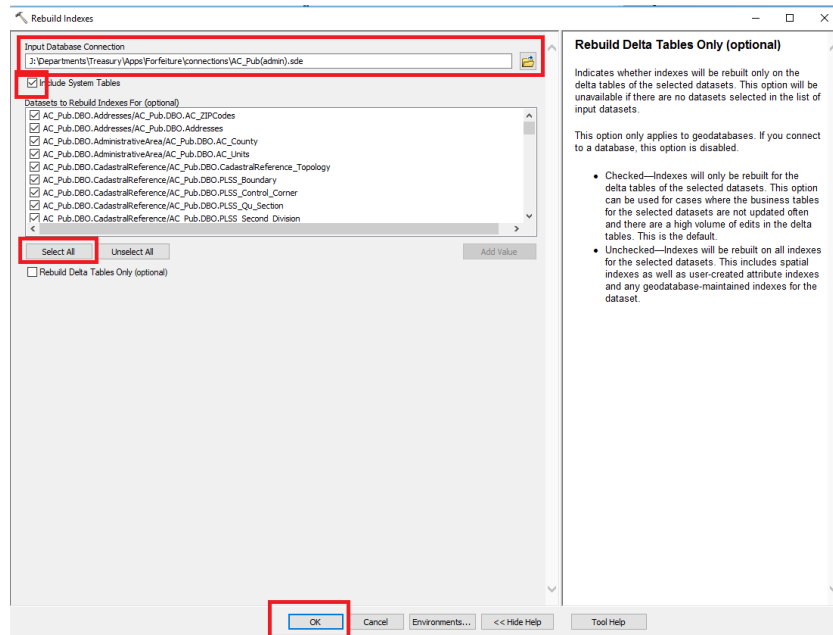 Rebuild Indexes
Input Database Connection
J:\Departments\Treasury\Apps\Forfeiture\connections\AC_Pub(admin).sde
Include System Tables
Datasets to Rebuild Indexes For (optional)
AC_Pub.DBO.Addresses/AC_Pub.DBO.AC_ZIPCodes
AC_Pub.DBO.Addresses/AC_Pub.DBO.Addresses
AC_Pub.DBO.AdministrativeArea/AC_Pub.DBO.AC_County
AC_Pub.DBO.AdministrativeArea/AC_Pub.DBO.AC_Units
AC_Pub.DBO.CadastralReference/AC_Pub.DBO.CadastralReference_Topology
AC_Pub.DBO.CadastralReference/AC_Pub.DBO.PLSS_Boundary
AC_Pub.DBO.CadastralReference/AC_Pub.DBO.PLSS_Control_Corner
AC_Pub.DBO.CadastralReference/AC_Pub.DBO.PLSS_Qu_Section
AC_Pub.DBO.CadastralReference/AC_Pub.DBO.PLSS_Second_Division
Select All Unselect All Add Value
Rebuild Delta Tables Only (optional)
Rebuild Delta Tables Only (optional)
Indicates whether indexes will be rebuilt only on the
delta tables of the selected datasets. This option will be
unavailable if there are no datasets selected in the list of
input datasets.
This option only applies to geodatabases. If you connect
to a database, this option is disabled.
• Checked—Indexes will only be rebuilt for the
delta tables of the selected datasets. This option
can be used for cases where the business tables
for the selected datasets are not updated often
and there are a high volume of edits in the delta
tables. This is the default.
• Unchecked—Indexes will be rebuilt on all indexes
for the selected datasets. This includes spatial
indexes as well as user-created attribute indexes
and any geodatabase-maintained indexes for the
dataset.
OK Cancel Environments... << Hide Help Tool Help